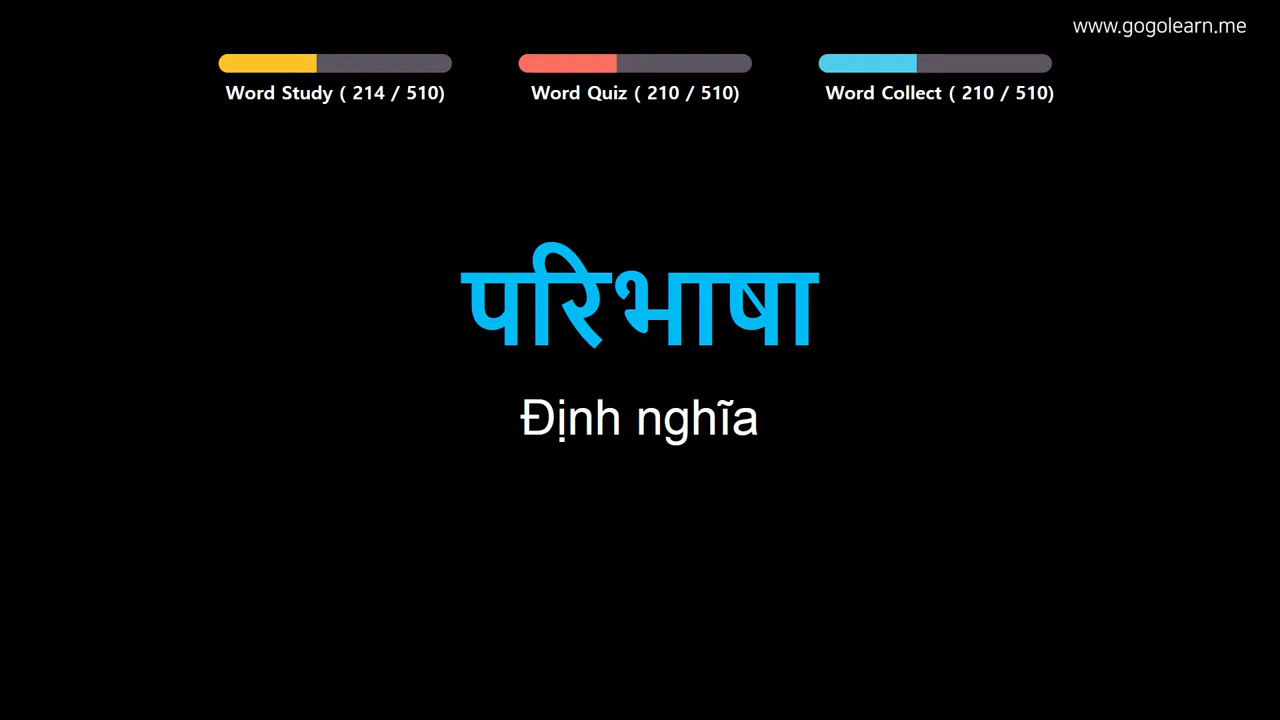 www.gogolearn.me
Word Study ( 214 / 510)
Word Quiz ( 210 / 510)
Word Collect ( 210 / 510)
परिभाषा
Định nghĩa